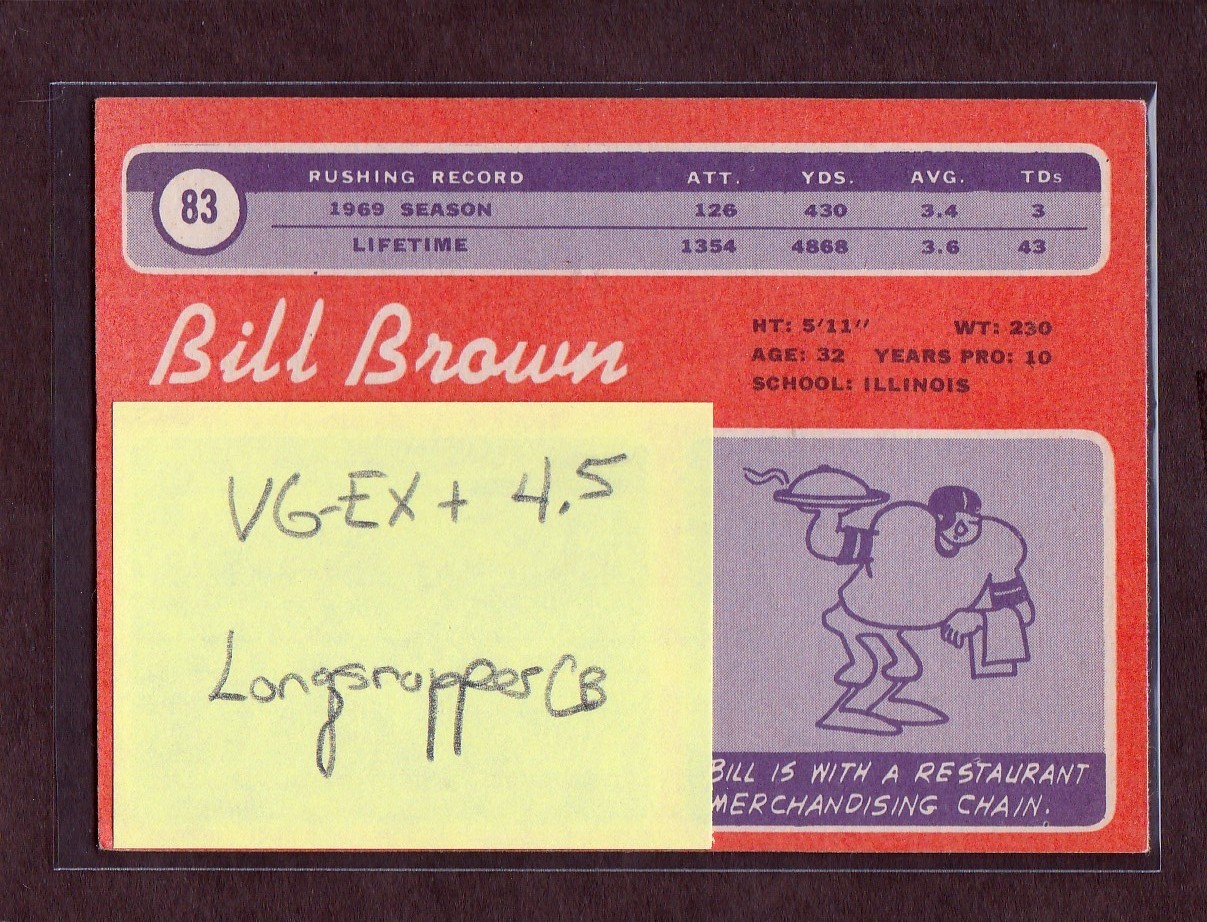 83
RUSHING RECORD ATT. YDS. AVG. TDs
1969 SEASON 126 430 3.4 3
LIFETIME 1354 4868 3.6 43
Bill Brown
HT: 5'11" WT: 230
AGE: 32 YEARS PRO: 10
SCHOOL: ILLINOIS
VG-EX + 4.5
LongsnapperCB
BILL IS WITH A RESTAURANT
MERCHANDISING CHAIN.